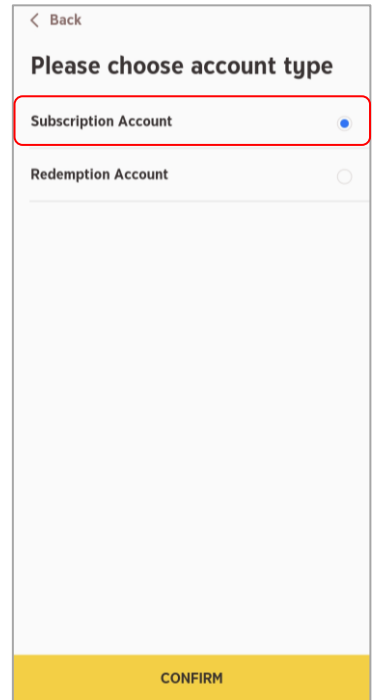 Back
Please choose account type
Subscription Account
Redemption Account
CONFIRM